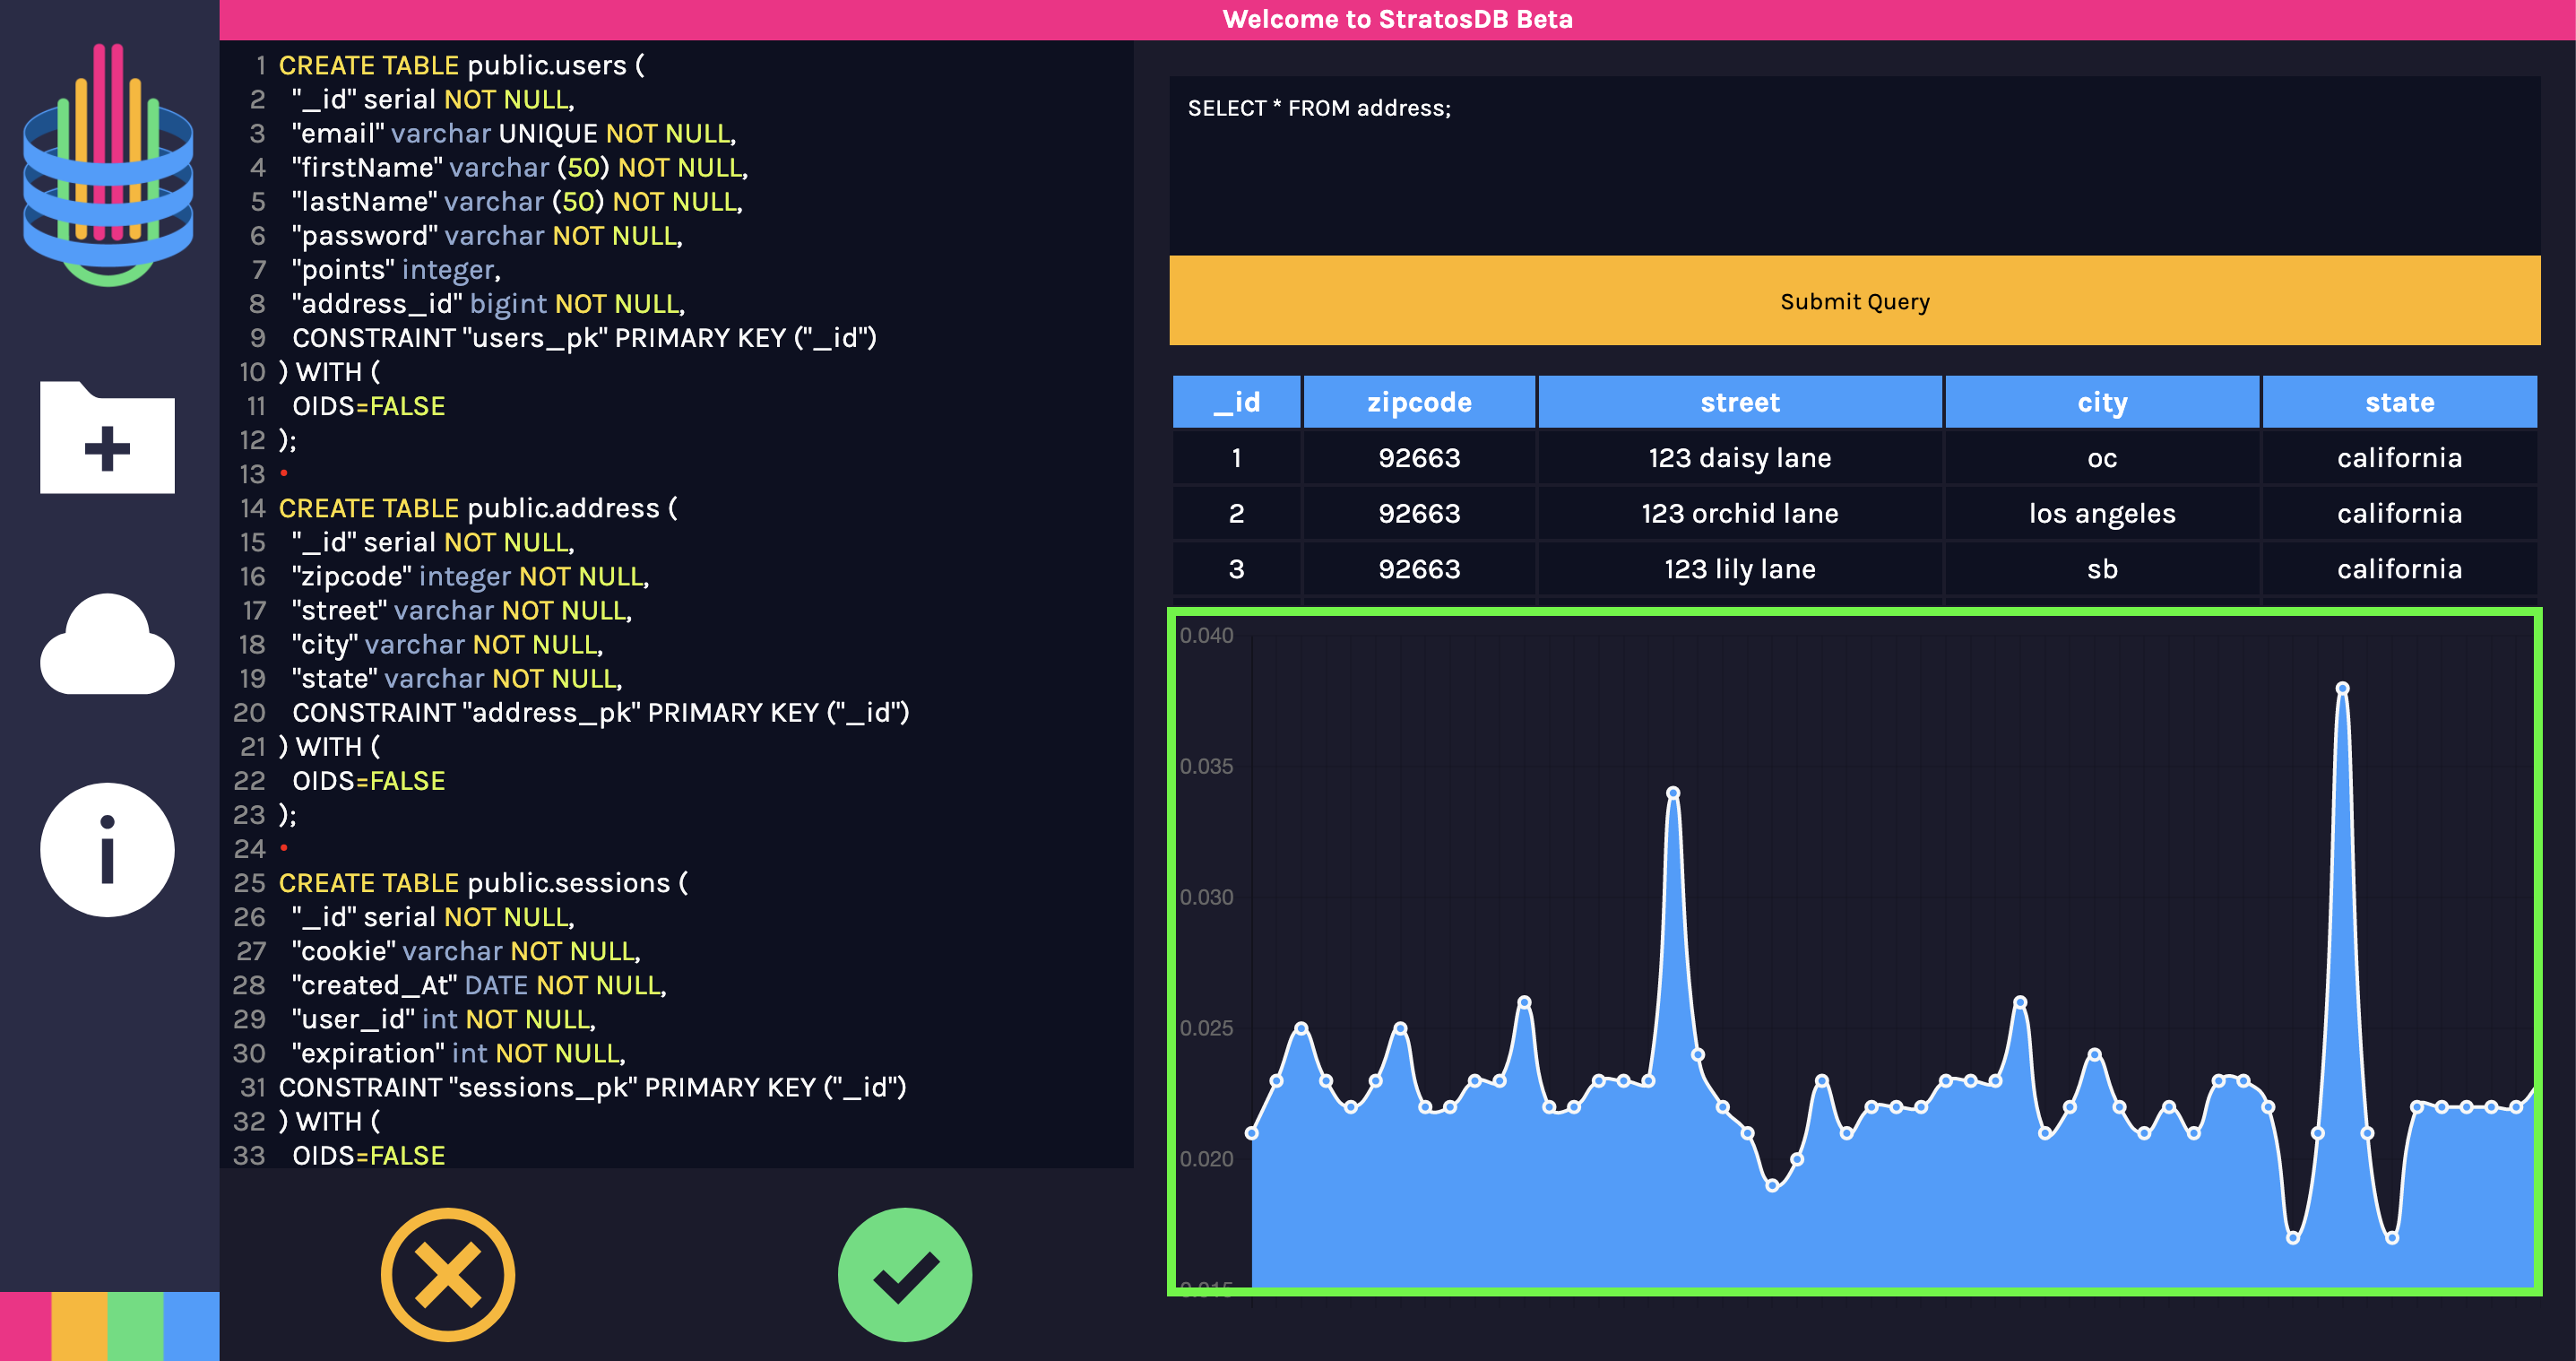 Welcome to StratosDB Beta
1 CREATE TABLE public.users (
2 "_id" serial NOT NULL,
3 "email" varchar UNIQUE NOT NULL,
4 "firstName" varchar (50) NOT NULL,
5 "lastName" varchar (50) NOT NULL,
6 "password" varchar NOT NULL,
7 "points" integer,
8 "address_id" bigint NOT NULL,
9 CONSTRAINT "users_pk" PRIMARY KEY ("_id")
10 ) WITH (
11 OIDS=FALSE
12 );
13
14 CREATE TABLE public.address (
15 "_id" serial NOT NULL,
16 "zipcode" integer NOT NULL,
17 "street" varchar NOT NULL,
18 "city" varchar NOT NULL,
19 "state" varchar NOT NULL,
20 CONSTRAINT "address_pk" PRIMARY KEY ("_id")
21 ) WITH (
22 OIDS=FALSE
23 );
24
25 CREATE TABLE public.sessions (
26 "_id" serial NOT NULL,
27 "cookie" varchar NOT NULL,
28 "created_At" DATE NOT NULL,
29 "user_id" int NOT NULL,
30 "expiration" int NOT NULL,
31 CONSTRAINT "sessions_pk" PRIMARY KEY ("_id")
32 ) WITH (
33 OIDS=FALSE
SELECT * FROM address;
Submit Query
_id zipcode street city state
1 92663 123 daisy lane oc california
2 92663 123 orchid lane los angeles california
3 92663 123 lily lane sb california
0.040
0.035
0.030
0.025
0.020
0.015